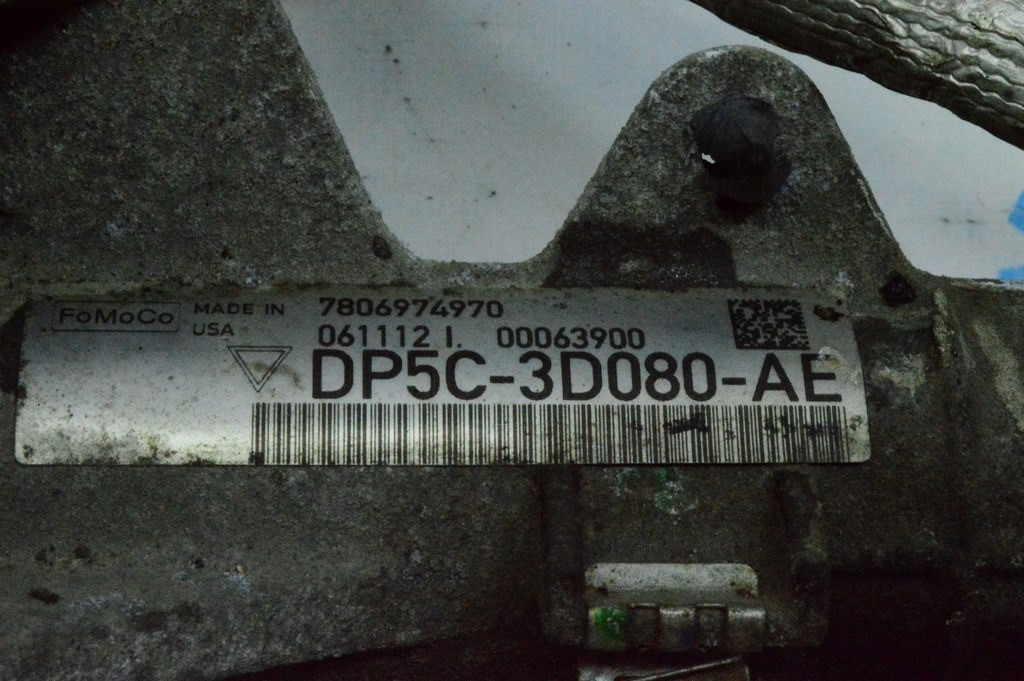 FoMoCo MADE IN USA 7806974970
061112 I. 00063900
DP5C-3D080-AE